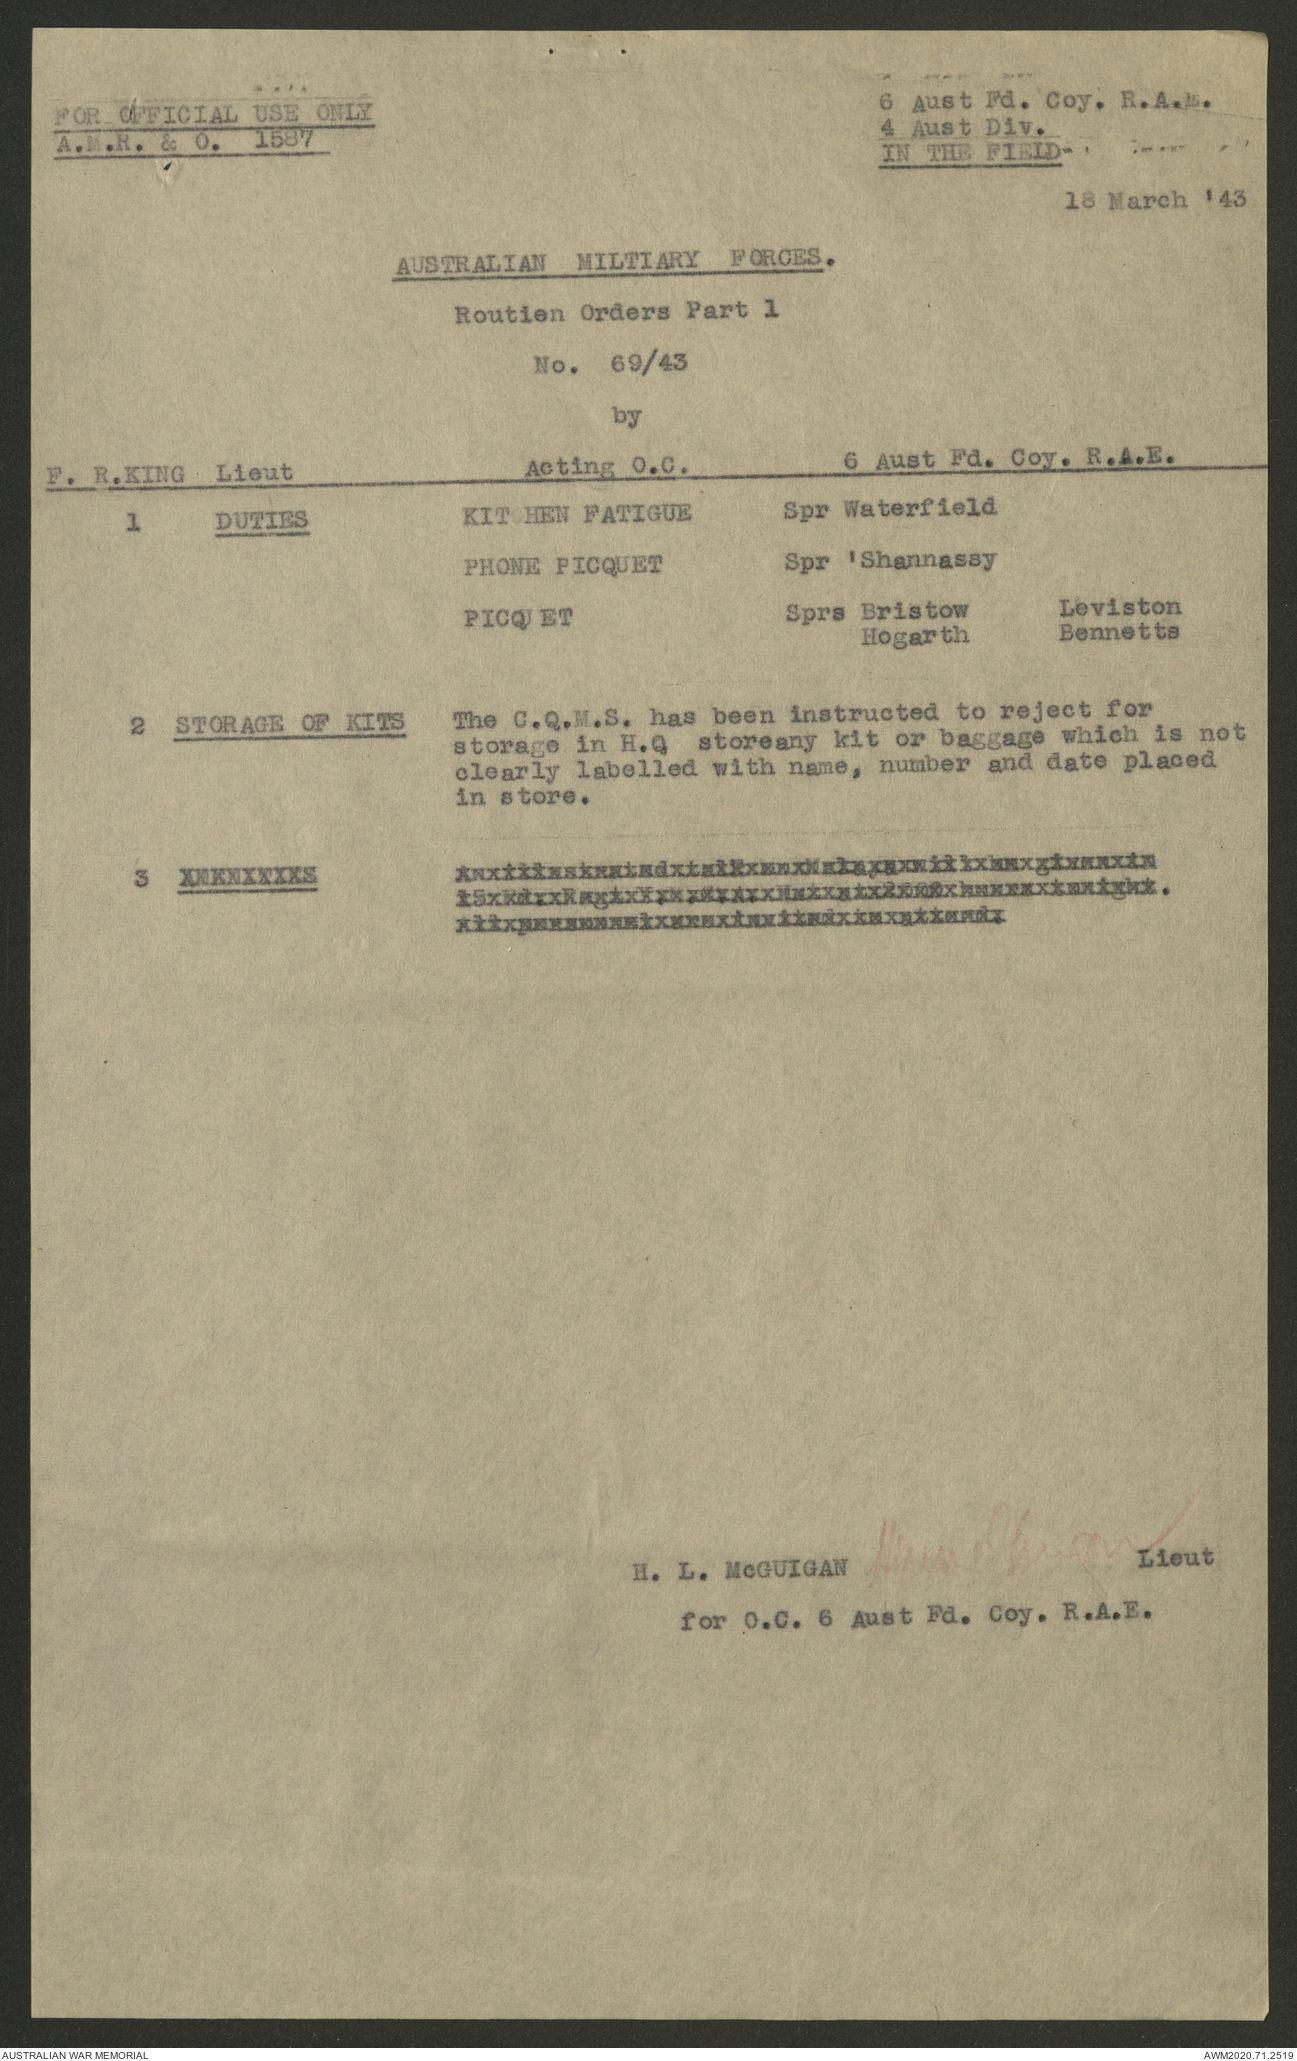 FOR OFFICIAL USE ONLY
A.M.R. & O. 1587
6 Aust Fd. Coy. R.A.E.
4 Aust Div.
IN THE FIELD
18 March '43
AUSTRALIAN MILTIARY FORCES.
Routien Orders Part 1
No. 69/43
by
F. R.KING Lieut Acting O.C. 6 Aust Fd. Coy. R.A.E.
1 DUTIES KITCHEN FATIGUE Spr Waterfield
PHONE PICQUET Spr 'Shannassy
PICQUET Sprs Bristow Leviston
Hogarth Bennetts
2 STORAGE OF KITS The C.Q.M.S. has been instructed to reject for
storage in H.Q storeany kit or baggage which is not
clearly labelled with name, number and date placed
in store.
3
H. L. McGUIGAN Lieut
for O.C. 6 Aust Fd. Coy. R.A.E.
AUSTRALIAN WAR MEMORIAL
AWM2020.71.2519